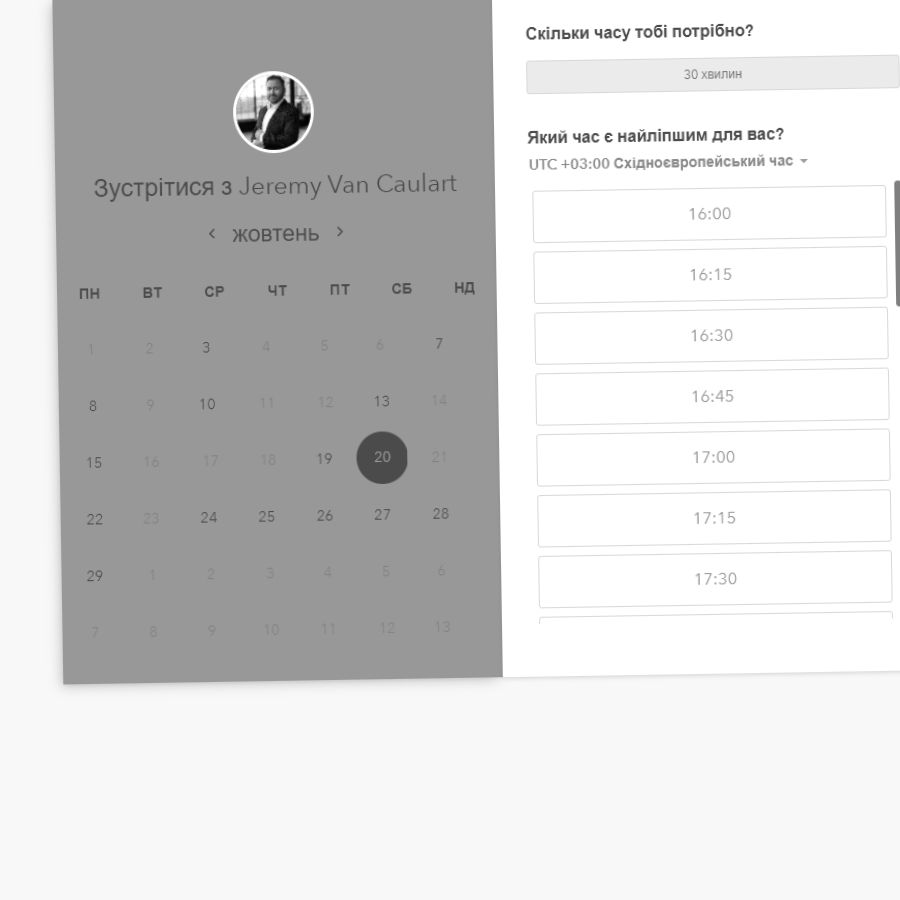 Зустрітися з Jeremy Van Caulart
жовтень
ПН ВТ СР ЧТ ПТ СБ НД
1 2 3 4 5 6 7
8 9 10 11 12 13 14
15 16 17 18 19 20 21
22 23 24 25 26 27 28
29 1 2 3 4 5 6
7 8 9 10 11 12 13
Скільки часу тобі потрібно?
30 хвилин
Який час є найліпшим для вас?
UTC +03:00 Східноєвропейський час
16:00
16:15
16:30
16:45
17:00
17:15
17:30